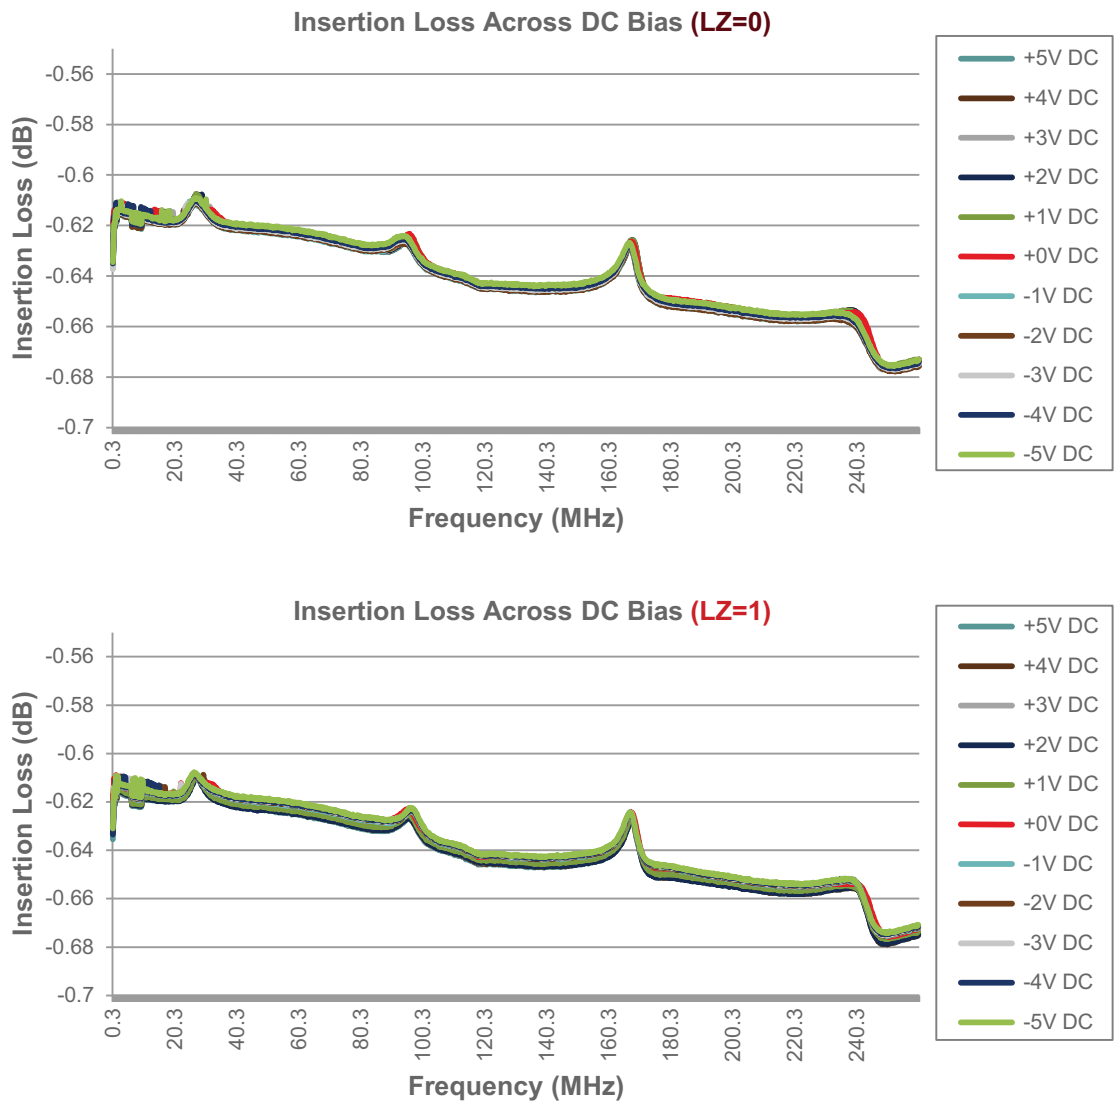 Insertion Loss Across DC Bias (LZ=0)
Insertion Loss (dB)
-0.56
-0.58
-0.6
-0.62
-0.64
-0.66
-0.68
-0.7
0.3
20.3
40.3
60.3
80.3
100.3
120.3
140.3
160.3
180.3
200.3
220.3
240.3
Frequency (MHz)
+5V DC
+4V DC
+3V DC
+2V DC
+1V DC
+0V DC
-1V DC
-2V DC
-3V DC
-4V DC
-5V DC
Insertion Loss Across DC Bias (LZ=1)
Insertion Loss (dB)
-0.56
-0.58
-0.6
-0.62
-0.64
-0.66
-0.68
-0.7
0.3
20.3
40.3
60.3
80.3
100.3
120.3
140.3
160.3
180.3
200.3
220.3
240.3
Frequency (MHz)
+5V DC
+4V DC
+3V DC
+2V DC
+1V DC
+0V DC
-1V DC
-2V DC
-3V DC
-4V DC
-5V DC